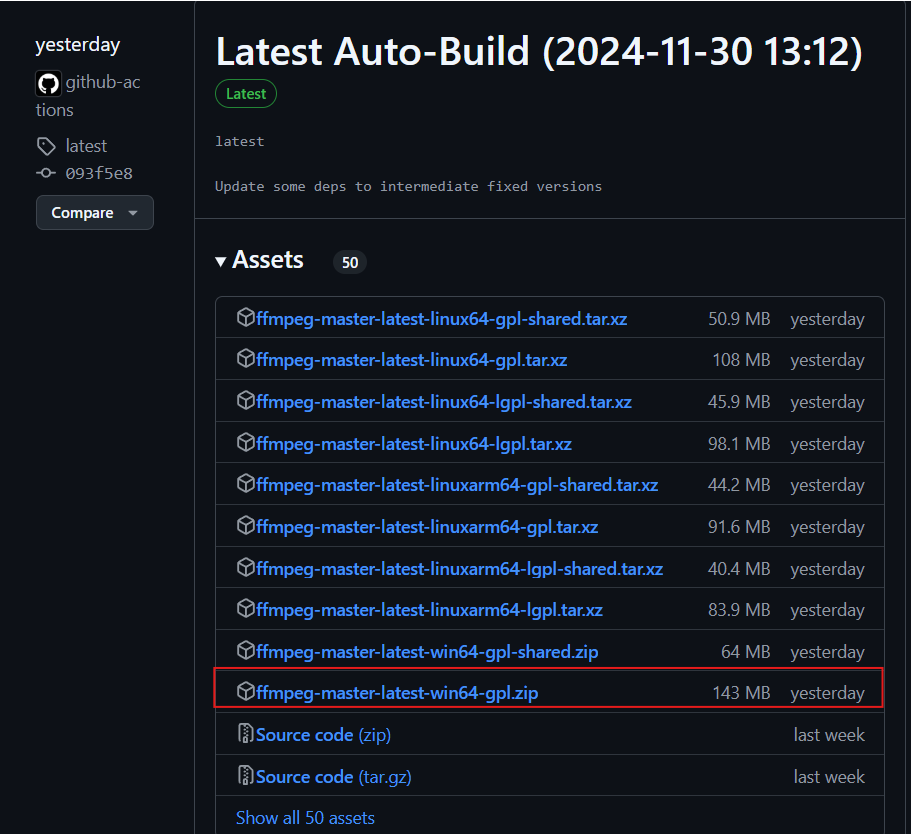 yesterday
github-ac
tions
latest
093f5e8
Compare
Latest Auto-Build (2024-11-30 13:12)
Latest
latest
Update some deps to intermediate fixed versions
Assets 50
ffmpeg-master-latest-linux64-gpl-shared.tar.xz 50.9 MB yesterday
ffmpeg-master-latest-linux64-gpl.tar.xz 108 MB yesterday
ffmpeg-master-latest-linux64-lgpl-shared.tar.xz 45.9 MB yesterday
ffmpeg-master-latest-linux64-lgpl.tar.xz 98.1 MB yesterday
ffmpeg-master-latest-linuxarm64-gpl-shared.tar.xz 44.2 MB yesterday
ffmpeg-master-latest-linuxarm64-gpl.tar.xz 91.6 MB yesterday
ffmpeg-master-latest-linuxarm64-lgpl-shared.tar.xz 40.4 MB yesterday
ffmpeg-master-latest-linuxarm64-lgpl.tar.xz 83.9 MB yesterday
ffmpeg-master-latest-win64-gpl-shared.zip 64 MB yesterday
ffmpeg-master-latest-win64-gpl.zip 143 MB yesterday
Source code (zip) last week
Source code (tar.gz) last week
Show all 50 assets